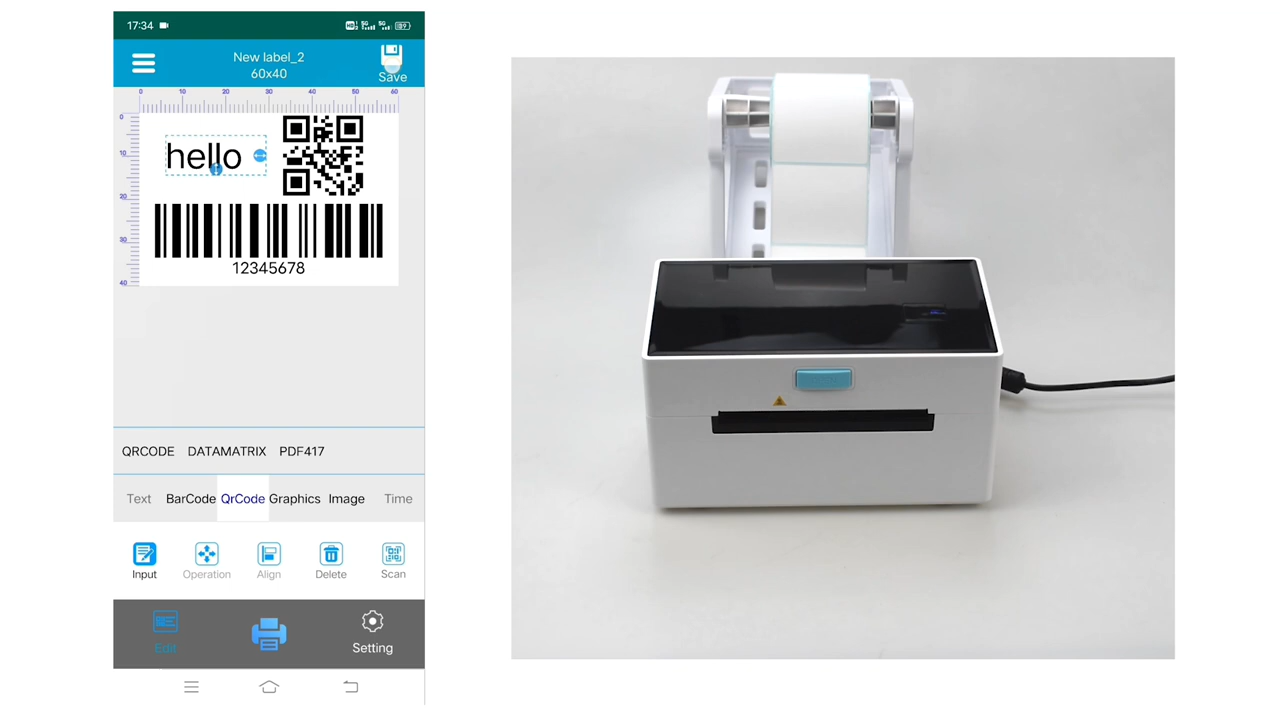 17:34
New label_2
60x40
Save
0 10 20 30 40 50 60
0
10
20
30
40
hello
12345678
QRCODE DATAMATRIX PDF417
Text BarCode QrCode Graphics Image Time
Input Operation Align Delete Scan
Edit
Setting